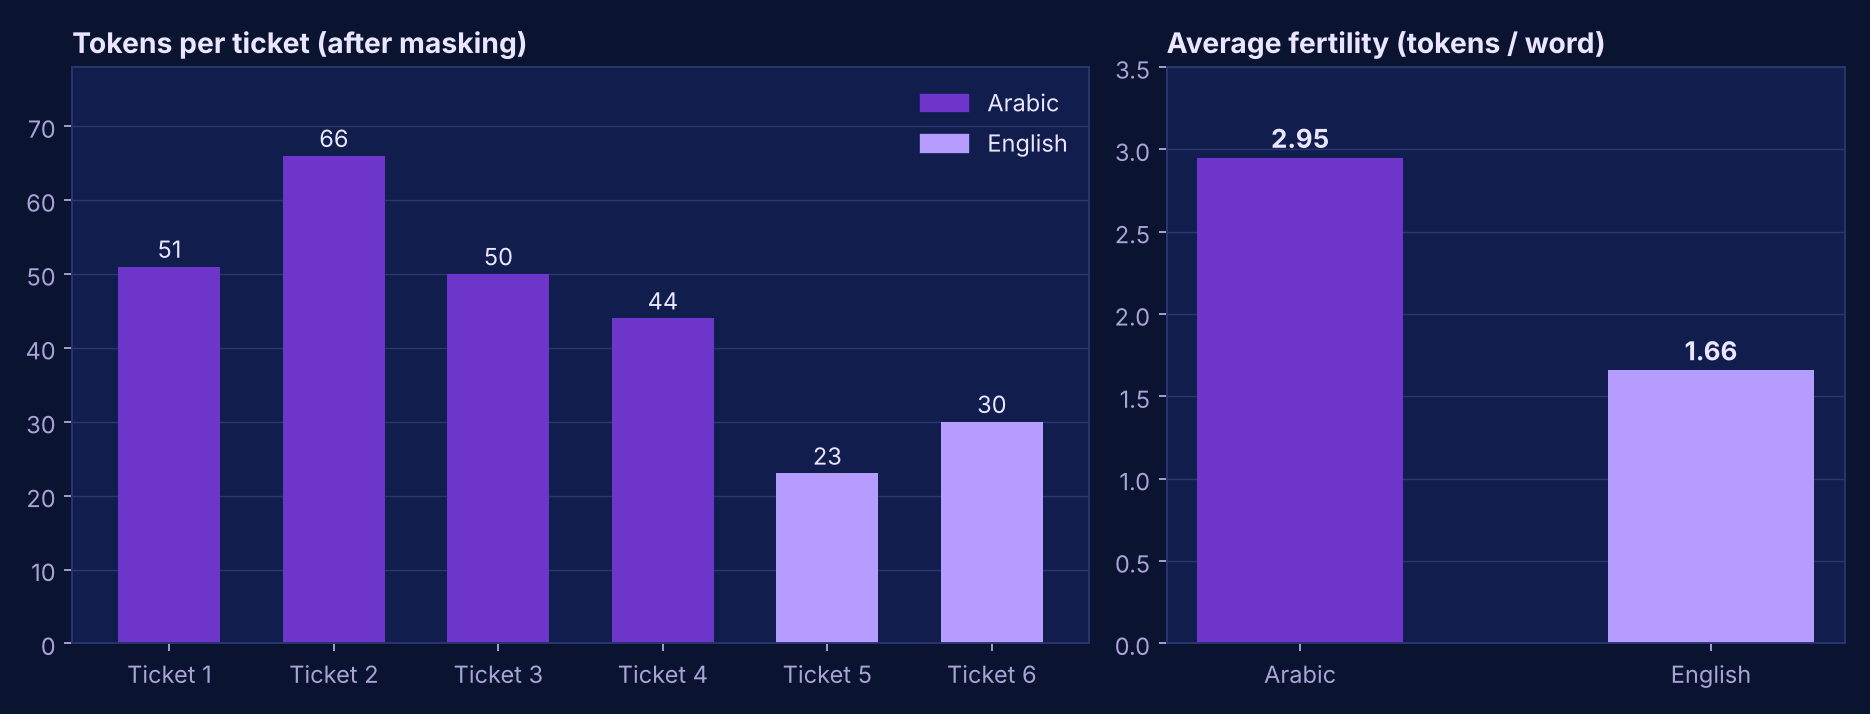 Tokens per ticket (after masking)
Arabic
English
70
60
50
40
30
20
10
0
51
66
50
44
23
30
Ticket 1
Ticket 2
Ticket 3
Ticket 4
Ticket 5
Ticket 6
Average fertility (tokens / word)
3.5
3.0
2.5
2.0
1.5
1.0
0.5
0.0
2.95
1.66
Arabic
English